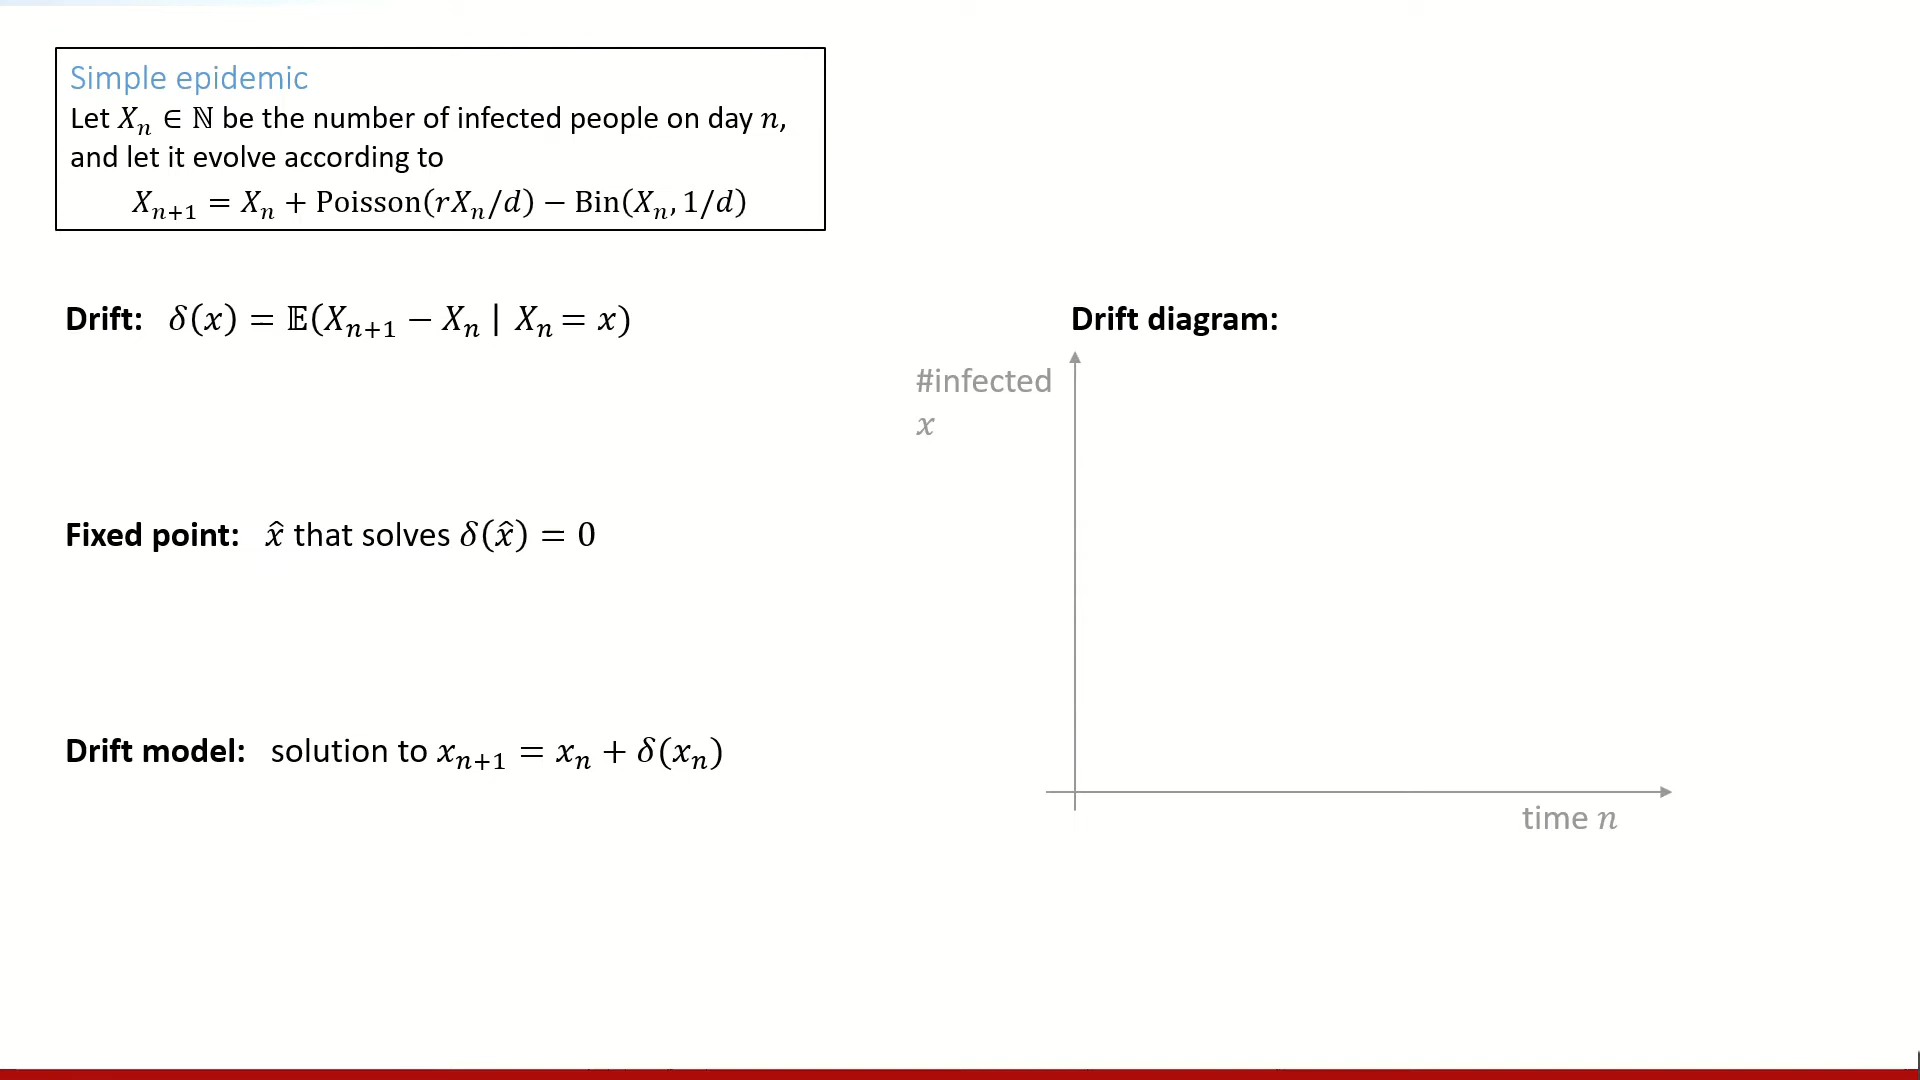 Simple epidemic
Let Xₙ ∈ ℕ be the number of infected people on day n,
and let it evolve according to
Xₙ₊₁ = Xₙ + Poisson(rXₙ/d) − Bin(Xₙ, 1/d)
Drift: δ(x) = 𝔼(Xₙ₊₁ − Xₙ | Xₙ = x)
Fixed point: x̂ that solves δ(x̂) = 0
Drift model: solution to xₙ₊₁ = xₙ + δ(xₙ)
Drift diagram:
#infected
x
time n